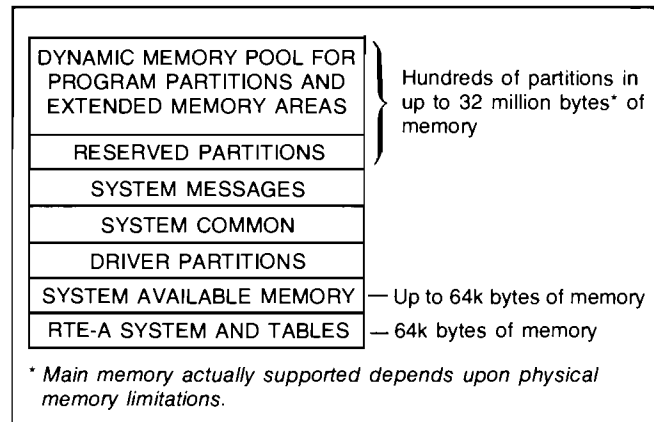 DYNAMIC MEMORY POOL FOR
PROGRAM PARTITIONS AND
EXTENDED MEMORY AREAS
Hundreds of partitions in
up to 32 million bytes* of
memory
RESERVED PARTITIONS
SYSTEM MESSAGES
SYSTEM COMMON
DRIVER PARTITIONS
SYSTEM AVAILABLE MEMORY — Up to 64k bytes of memory
RTE-A SYSTEM AND TABLES — 64k bytes of memory
* Main memory actually supported depends upon physical
memory limitations.